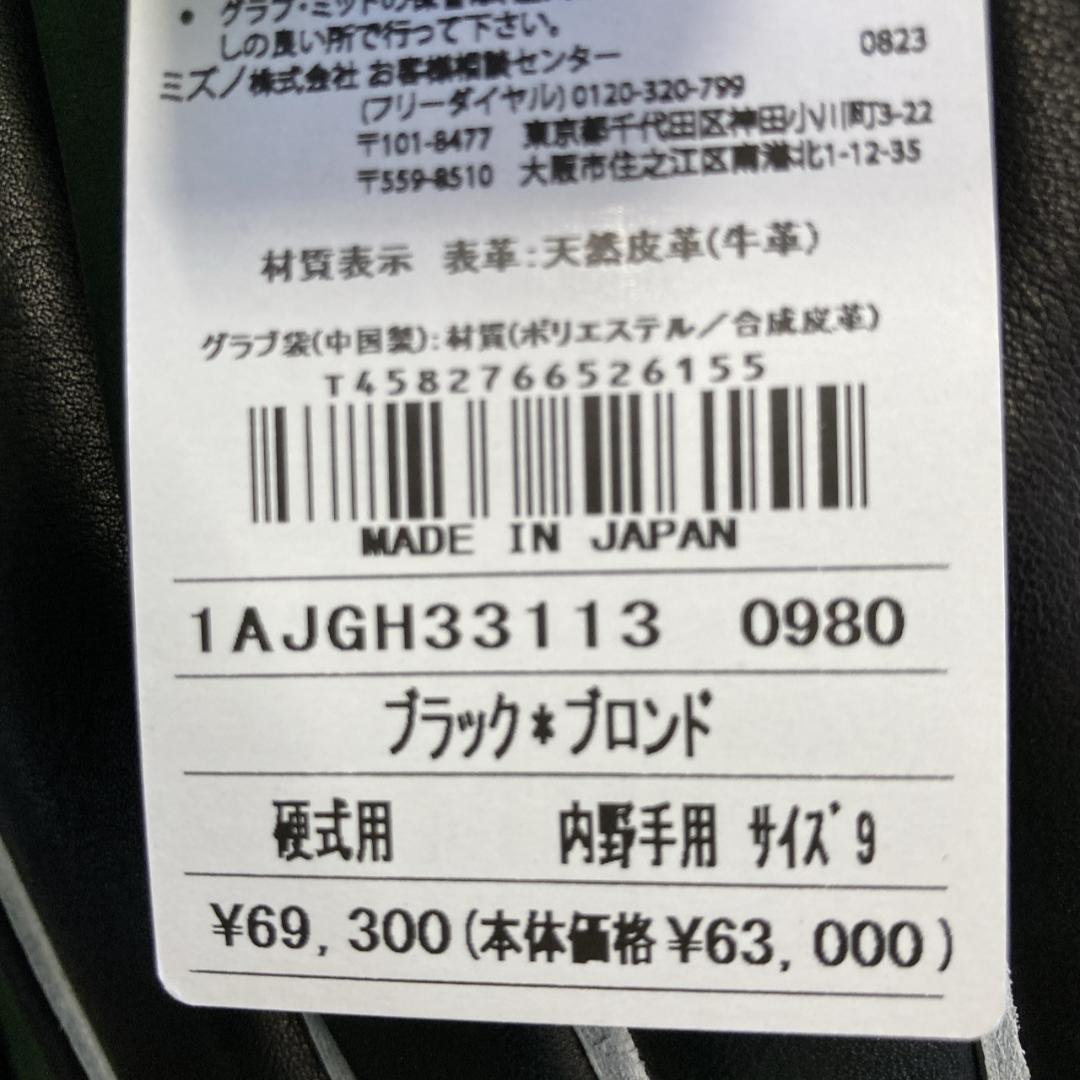 • グラブ・ミットの
しの良い所で行って下さい。
0823
ミズノ株式会社 お客様相談センター
(フリーダイヤル)0120-320-799
〒101-8477 東京都千代田区神田小川町3-22
〒559-8510 大阪市住之江区南港北1-12-35
材質表示 表革:天然皮革(牛革)
グラブ袋(中国製):材質(ポリエステル/合成皮革)
T4582766526155
MADE IN JAPAN
1AJGH33113 0980
ブラック*ブロンド
硬式用 内野手用 サイズ9
¥69,300(本体価格¥63,000)